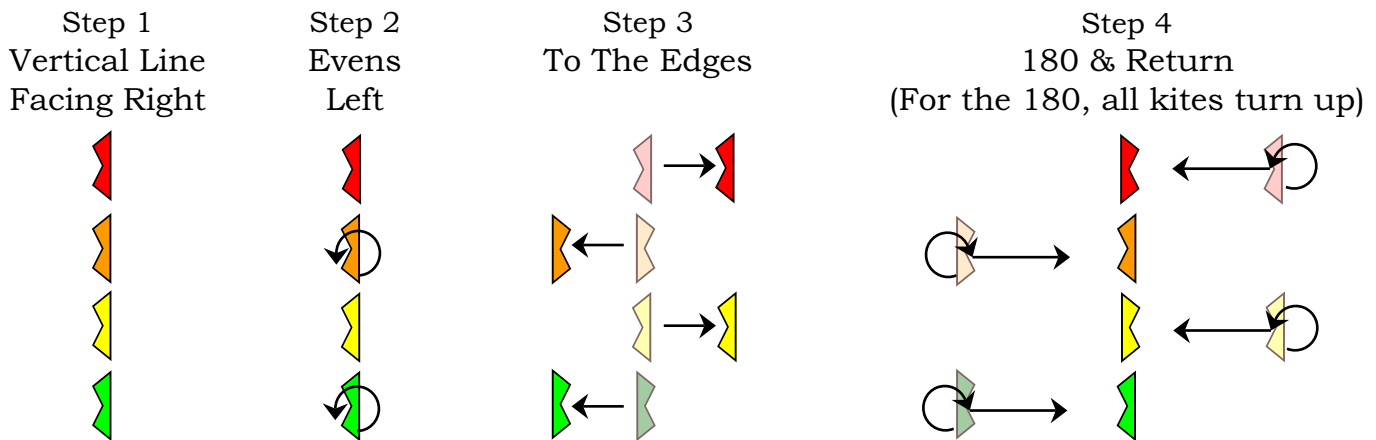 Step 1
Vertical Line
Facing Right
Step 2
Evens
Left
Step 3
To The Edges
Step 4
180 & Return
(For the 180, all kites turn up)